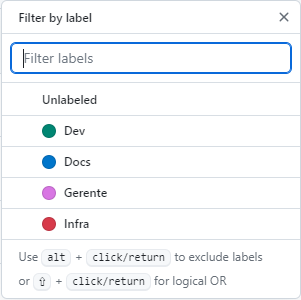 Filter by label
Filter labels
Unlabeled
Dev
Docs
Gerente
Infra
Use alt + click/return to exclude labels
or ⇧ + click/return for logical OR